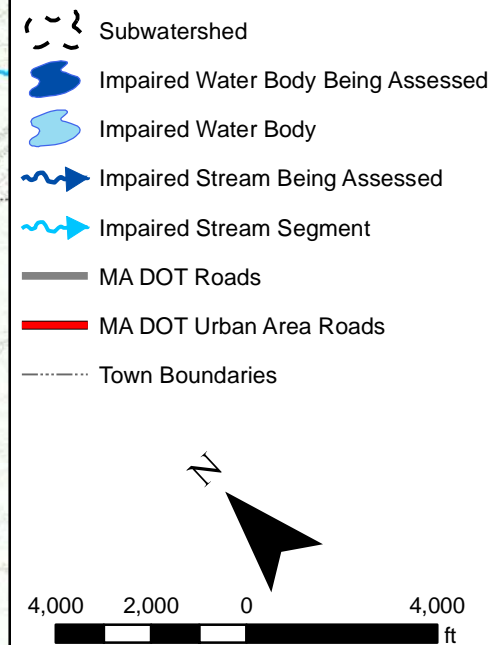 Subwatershed
Impaired Water Body Being Assessed
Impaired Water Body
Impaired Stream Being Assessed
Impaired Stream Segment
MA DOT Roads
MA DOT Urban Area Roads
Town Boundaries
N
4,000 2,000 0 4,000
ft